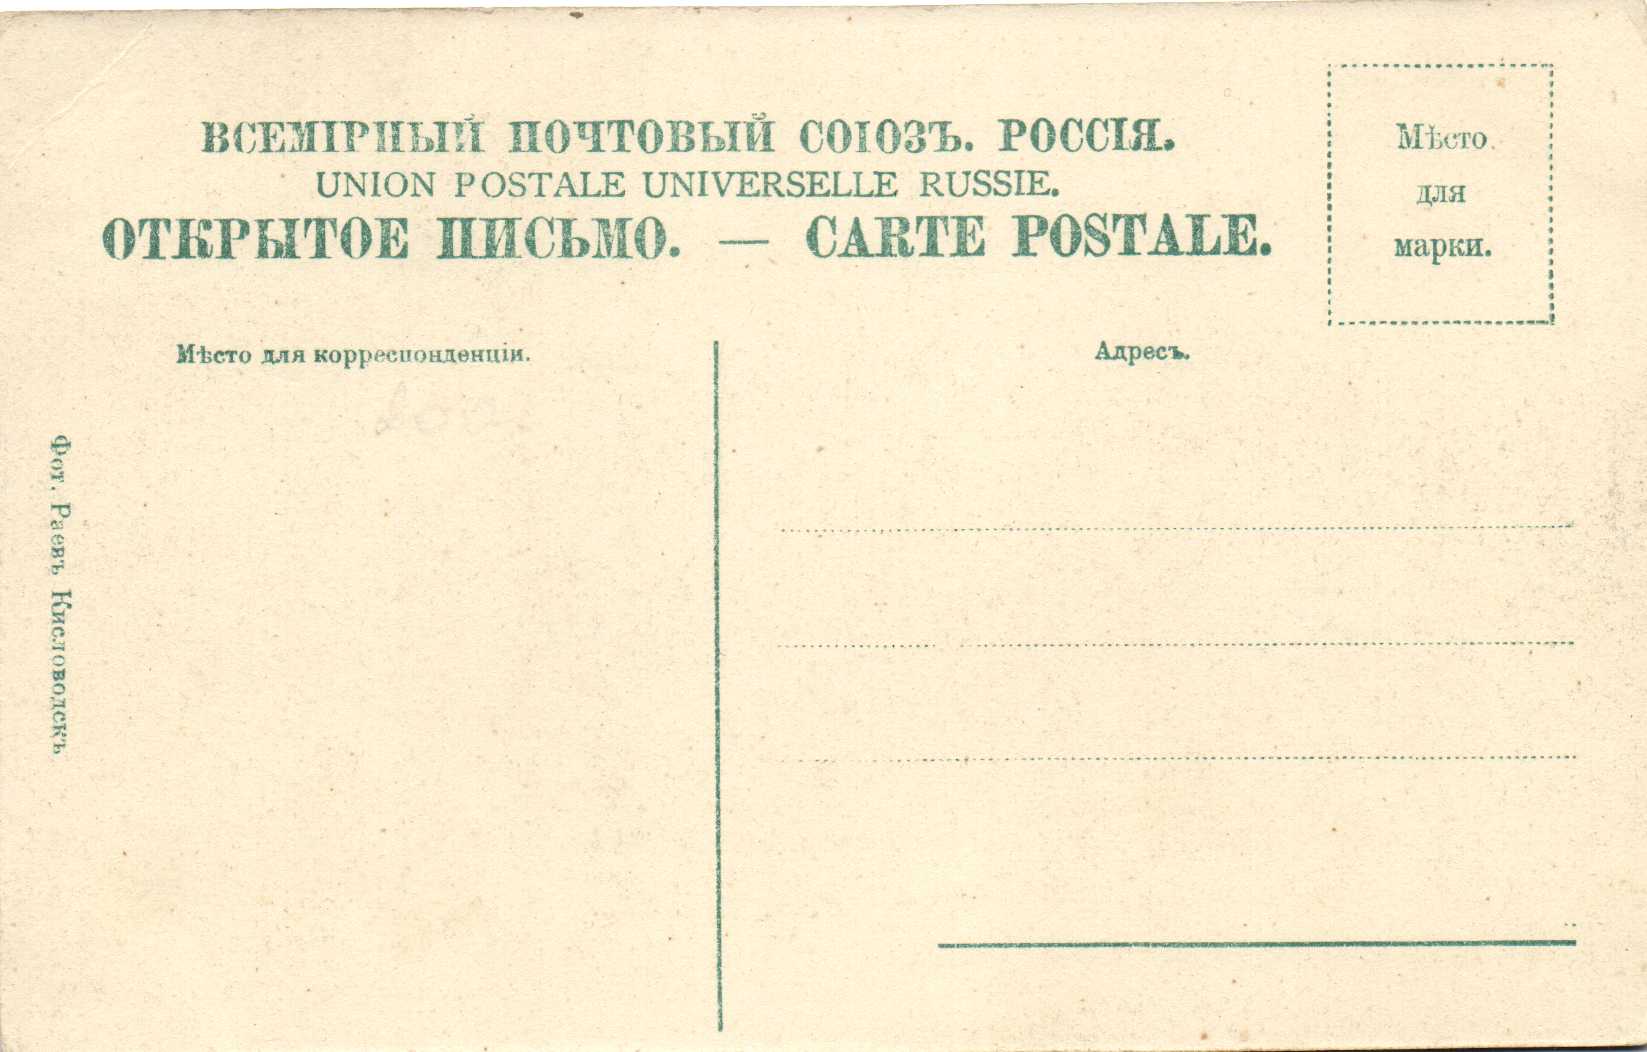 ВСЕМІРНЫЙ ПОЧТОВЫЙ СОЮЗЪ. РОССІЯ.
UNION POSTALE UNIVERSELLE RUSSIE.
ОТКРЫТОЕ ПИСЬМО. — CARTE POSTALE.
Мѣсто
для
марки.
Мѣсто для корреспонденціи.
Адресъ.
Фот. Раевъ Кисловодскъ